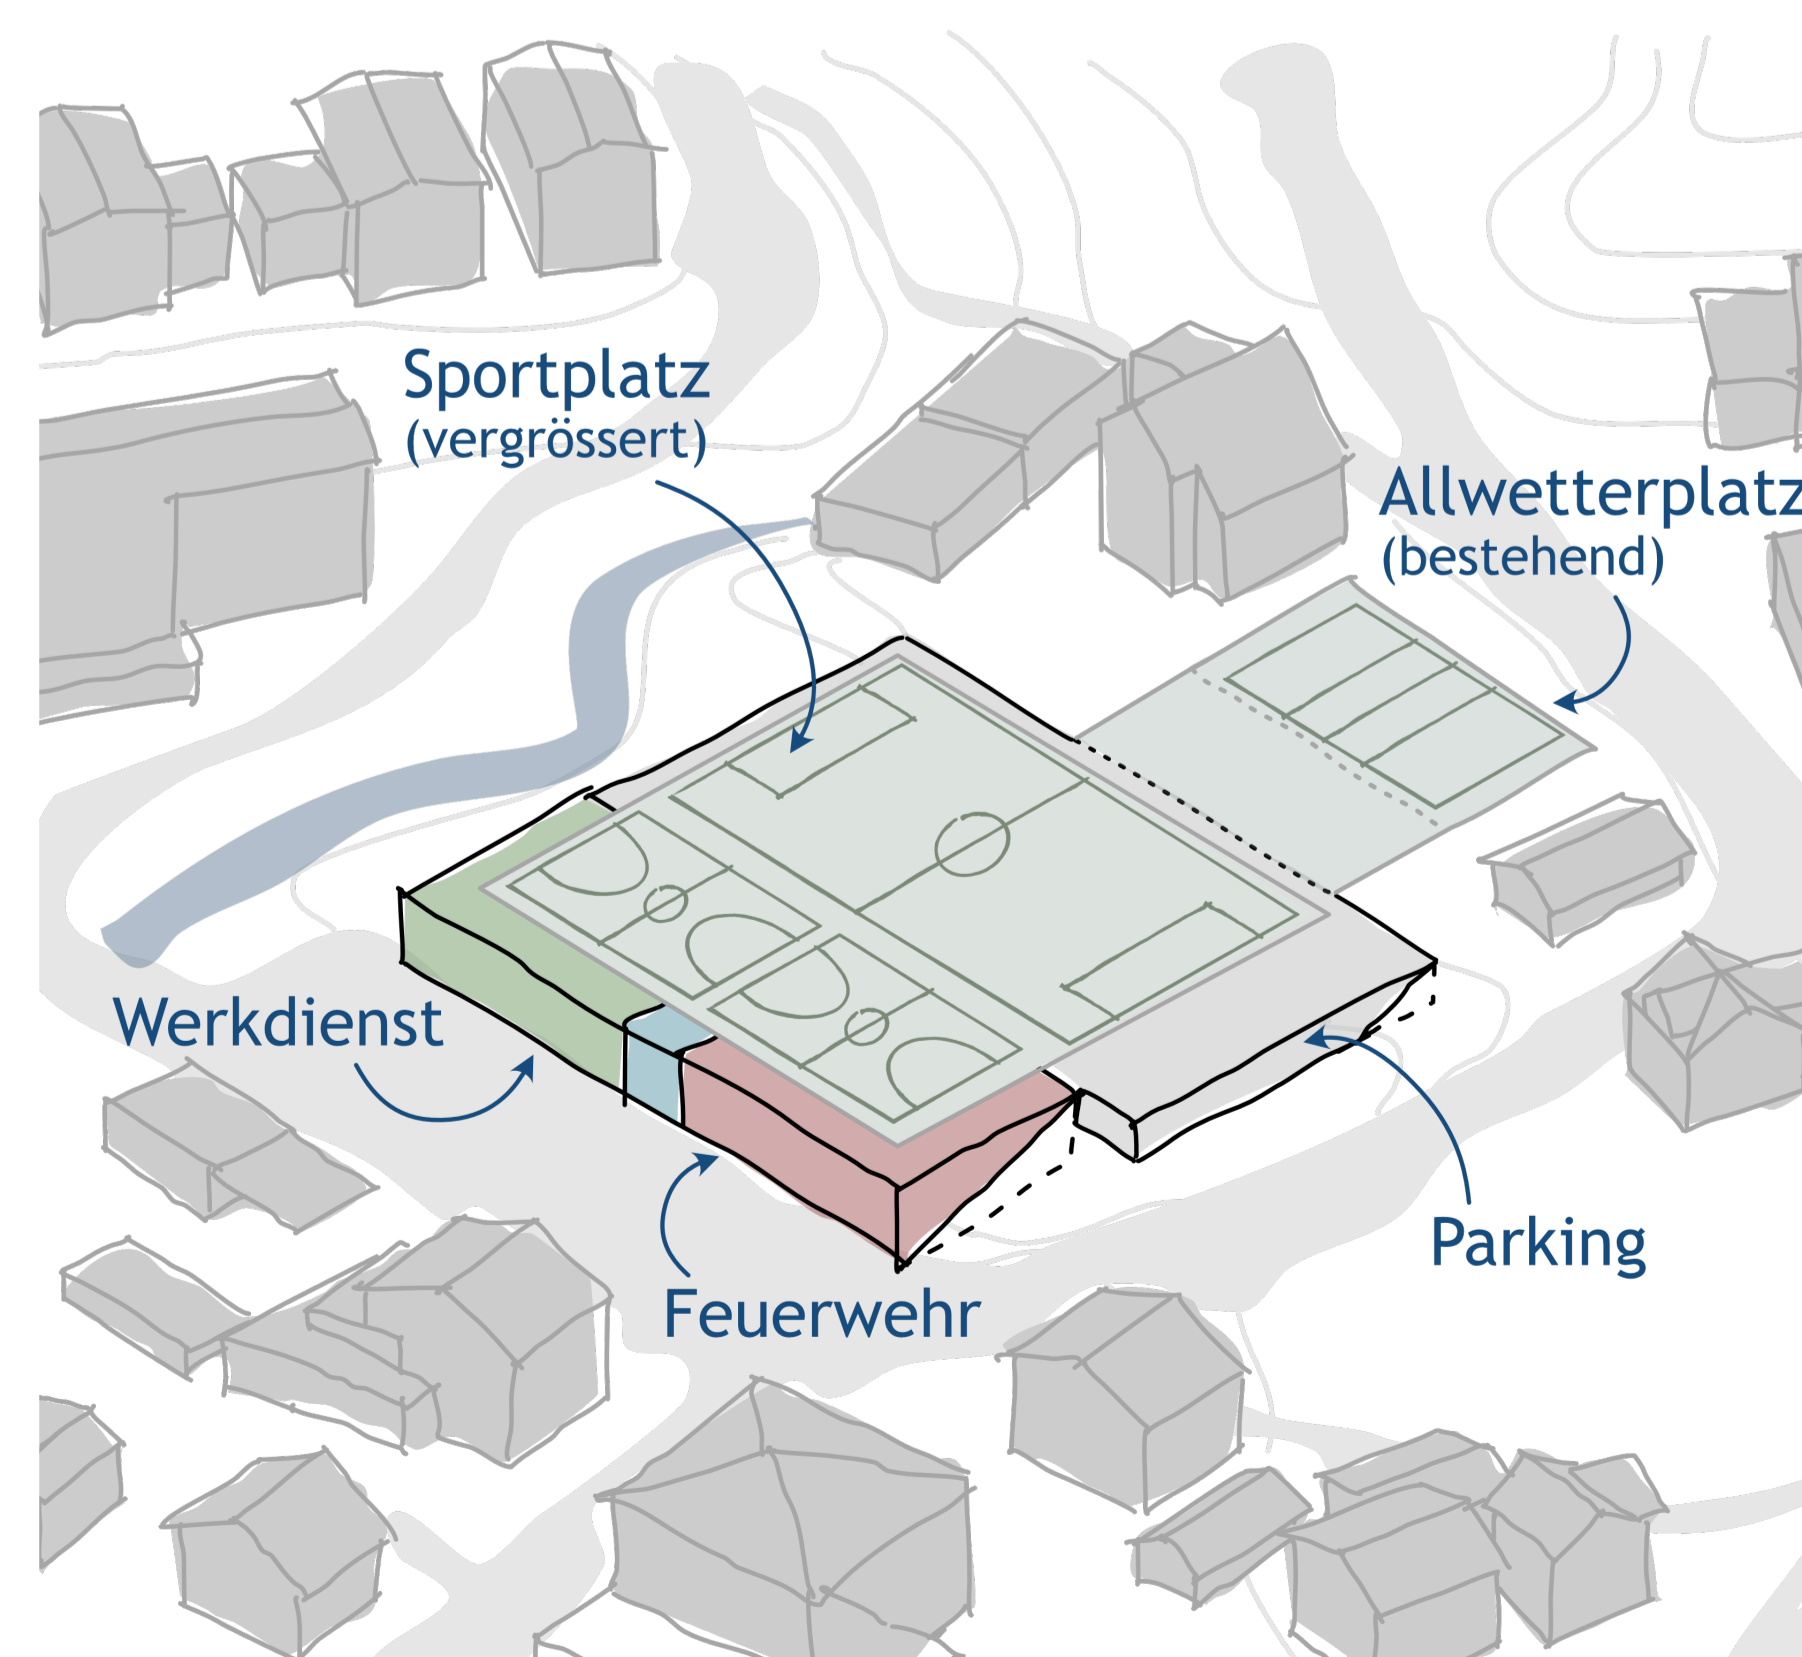 Sportplatz
(vergrössert)
Allwetterplatz
(bestehend)
Werkdienst
Feuerwehr
Parking